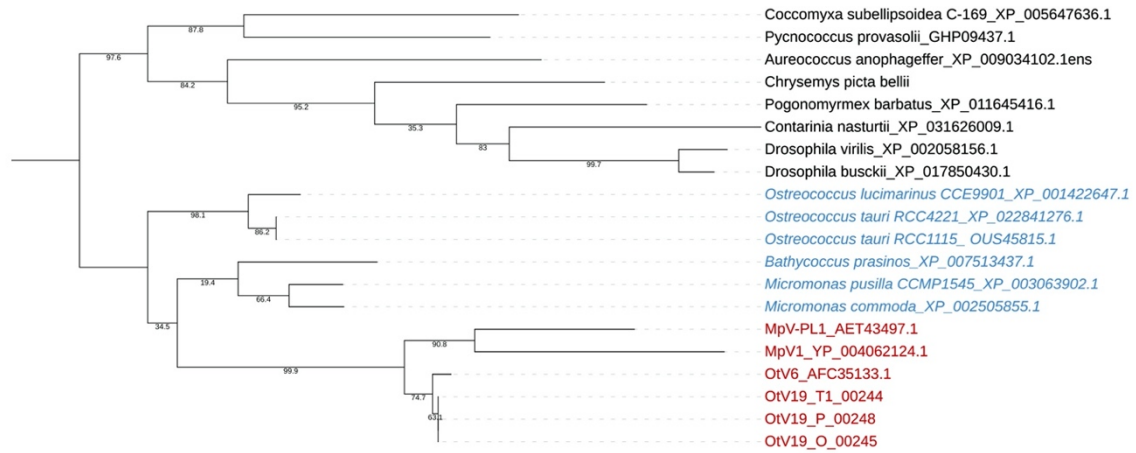 Coccomyxa subellipsoidea C-169_XP_005647636.1
87.8
Pycnococcus provasolii_GHP09437.1
97.6
Aureococcus anophageffer_XP_009034102.1ens
84.2
Chrysemys picta bellii
95.2
Pogonomyrmex barbatus_XP_011645416.1
35.3
Contarinia nasturtii_XP_031626009.1
83
Drosophila virilis_XP_002058156.1
99.7
Drosophila busckii_XP_017850430.1
Ostreococcus lucimarinus CCE9901_XP_001422647.1
98.1
Ostreococcus tauri RCC4221_XP_022841276.1
86.2
Ostreococcus tauri RCC1115_ OUS45815.1
Bathycoccus prasinos_XP_007513437.1
19.4
Micromonas pusilla CCMP1545_XP_003063902.1
66.4
Micromonas commoda_XP_002505855.1
34.5
MpV-PL1_AET43497.1
90.8
MpV1_YP_004062124.1
99.9
OtV6_AFC35133.1
74.7
OtV19_T1_00244
63.1
OtV19_P_00248
OtV19_O_00245